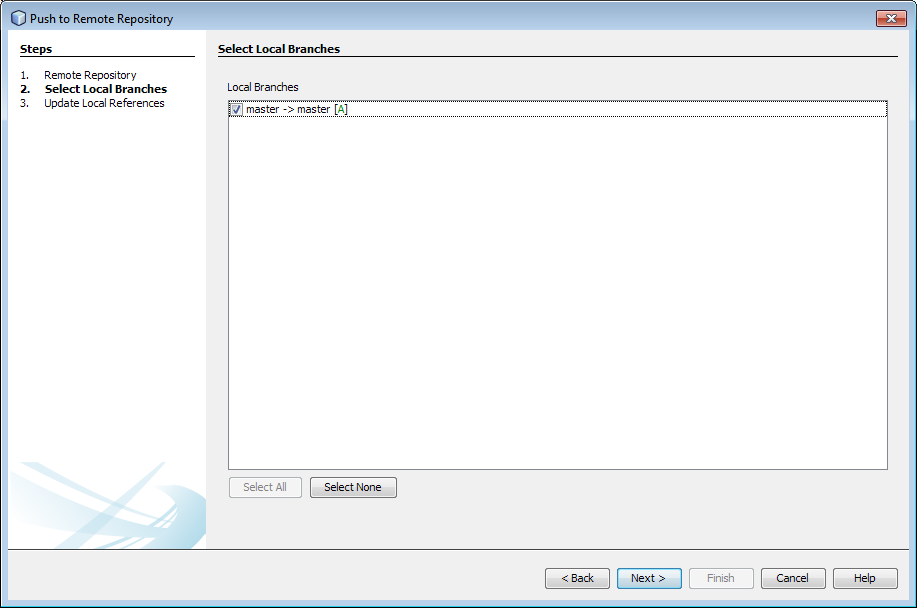 Push to Remote Repository
Steps
1. Remote Repository
2. Select Local Branches
3. Update Local References
Select Local Branches
Local Branches
master -> master [A]
Select All
Select None
< Back
Next >
Finish
Cancel
Help